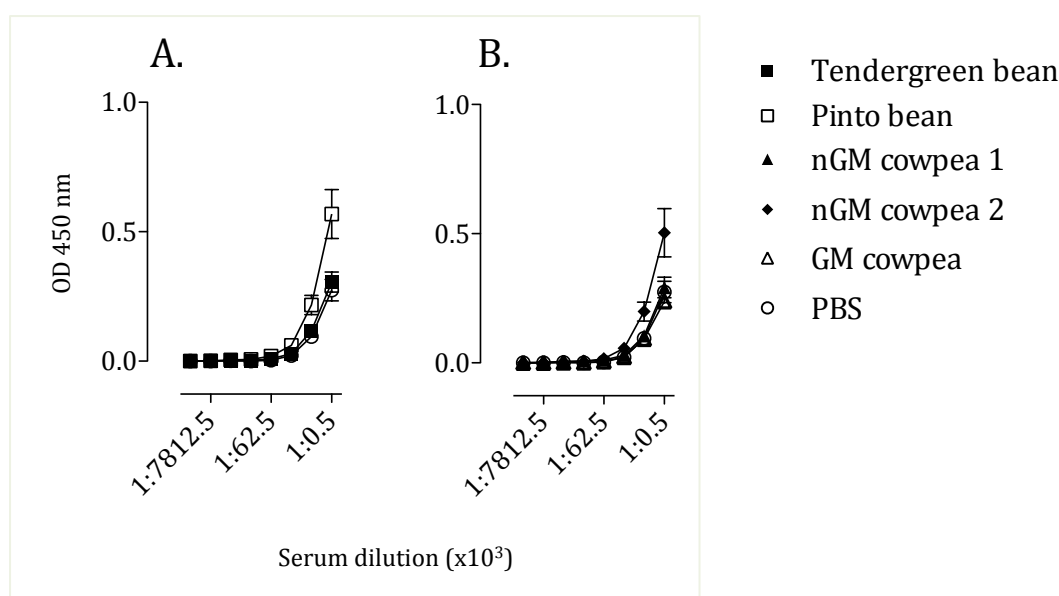 A.
B.
1.0
0.5
0.0
OD 450 nm
1:7812.5
1:62.5
1:0.5
1.0
0.5
0.0
1:7812.5
1:62.5
1:0.5
Serum dilution (x10³)
Tendergreen bean
Pinto bean
nGM cowpea 1
nGM cowpea 2
GM cowpea
PBS